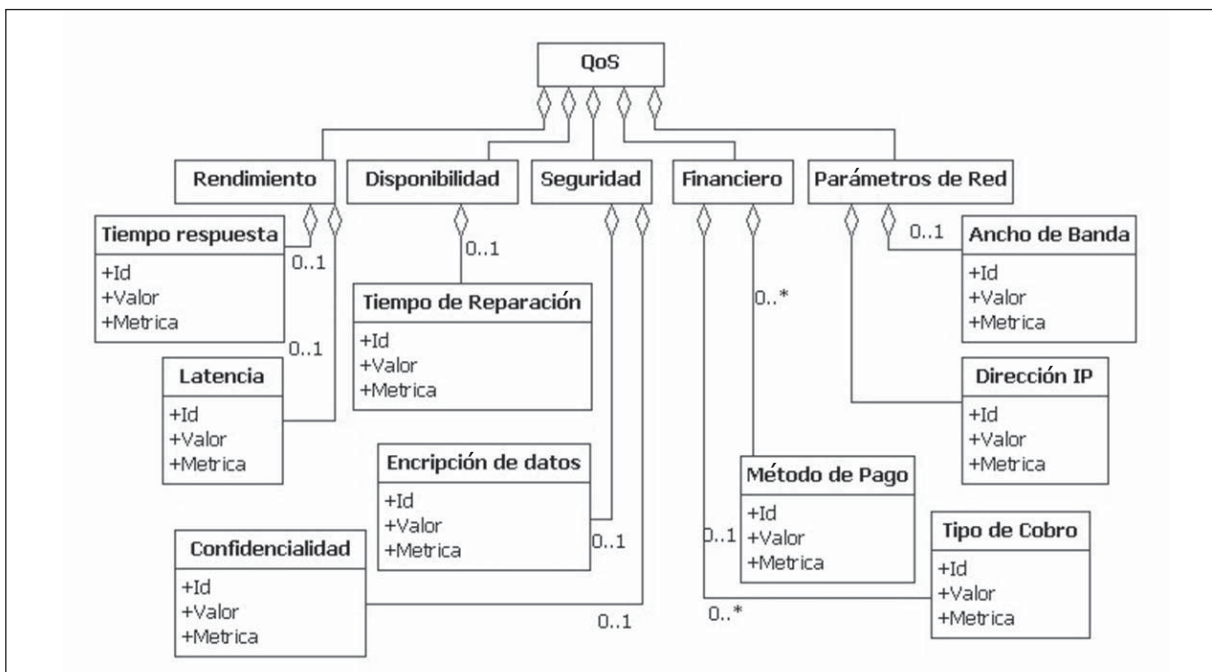 QoS
Rendimiento
Disponibilidad
Seguridad
Financiero
Parámetros de Red
Tiempo respuesta
+Id
+Valor
+Metrica
0..1
0..1
Latencia
+Id
+Valor
+Metrica
0..1
Tiempo de Reparación
+Id
+Valor
+Metrica
Encripción de datos
+Id
+Valor
+Metrica
0..1
Confidencialidad
+Id
+Valor
+Metrica
0..1
0..*
Método de Pago
+Id
+Valor
+Metrica
0..1
0..*
Tipo de Cobro
+Id
+Valor
+Metrica
0..1
Ancho de Banda
+Id
+Valor
+Metrica
Dirección IP
+Id
+Valor
+Metrica